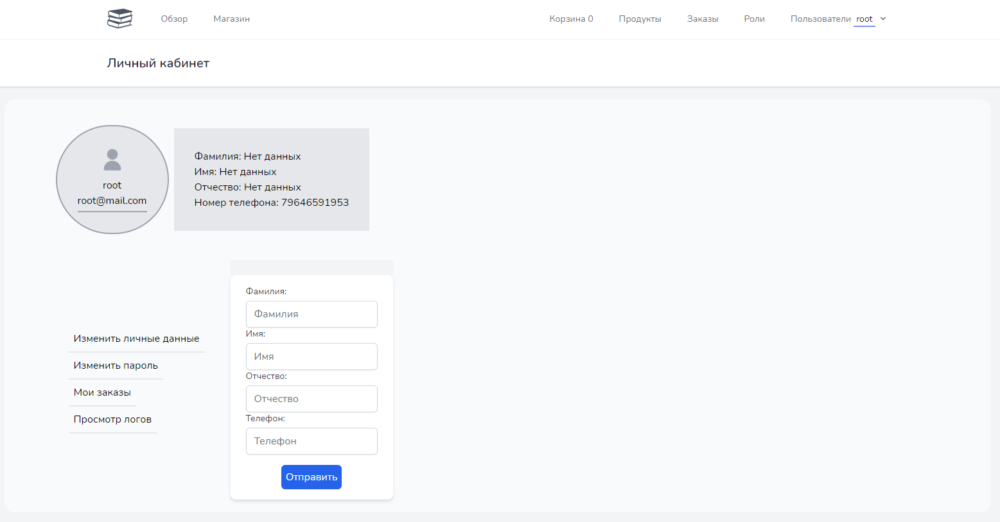 Обзор Магазин Корзина 0 Продукты Заказы Роли Пользователи root
Личный кабинет
root
root@mail.com
Фамилия: Нет данных
Имя: Нет данных
Отчество: Нет данных
Номер телефона: 79646591953
Изменить личные данные
Изменить пароль
Мои заказы
Просмотр логов
Фамилия:
Фамилия
Имя:
Имя
Отчество:
Отчество
Телефон:
Телефон
Отправить